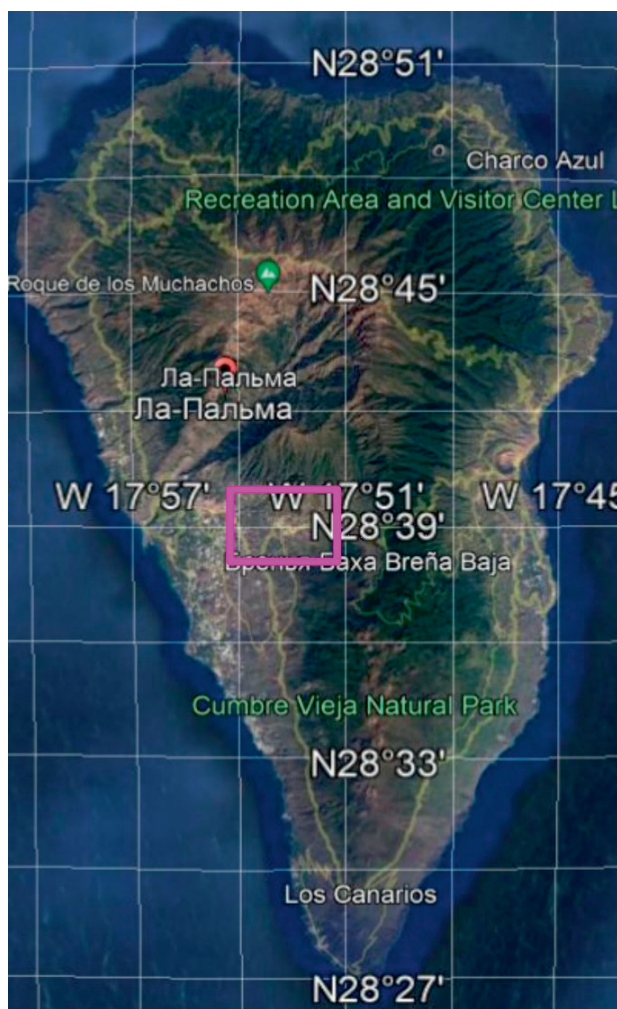 N28°51'
Charco Azul
Recreation Area and Visitor Center L
Roque de los Muchachos
N28°45'
Ла-Пальма
Ла-Пальма
W 17°57'
W 17°51'
W 17°45
N28°39'
Бренья Баха Breña Baja
Cumbre Vieja Natural Park
N28°33'
Los Canarios
N28°27'